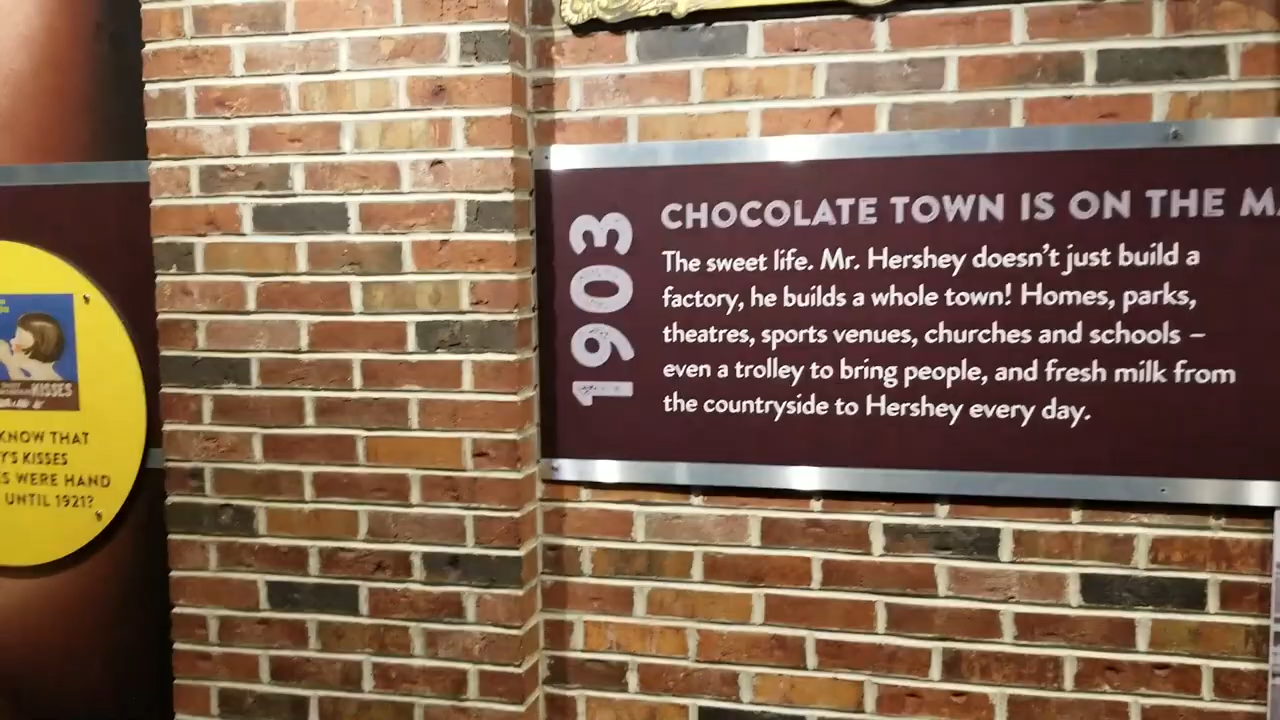 KISSES
KNOW THAT
Y'S KISSES
S WERE HAND
UNTIL 1921?
1903
CHOCOLATE TOWN IS ON THE M
The sweet life. Mr. Hershey doesn't just build a
factory, he builds a whole town! Homes, parks,
theatres, sports venues, churches and schools –
even a trolley to bring people, and fresh milk from
the countryside to Hershey every day.